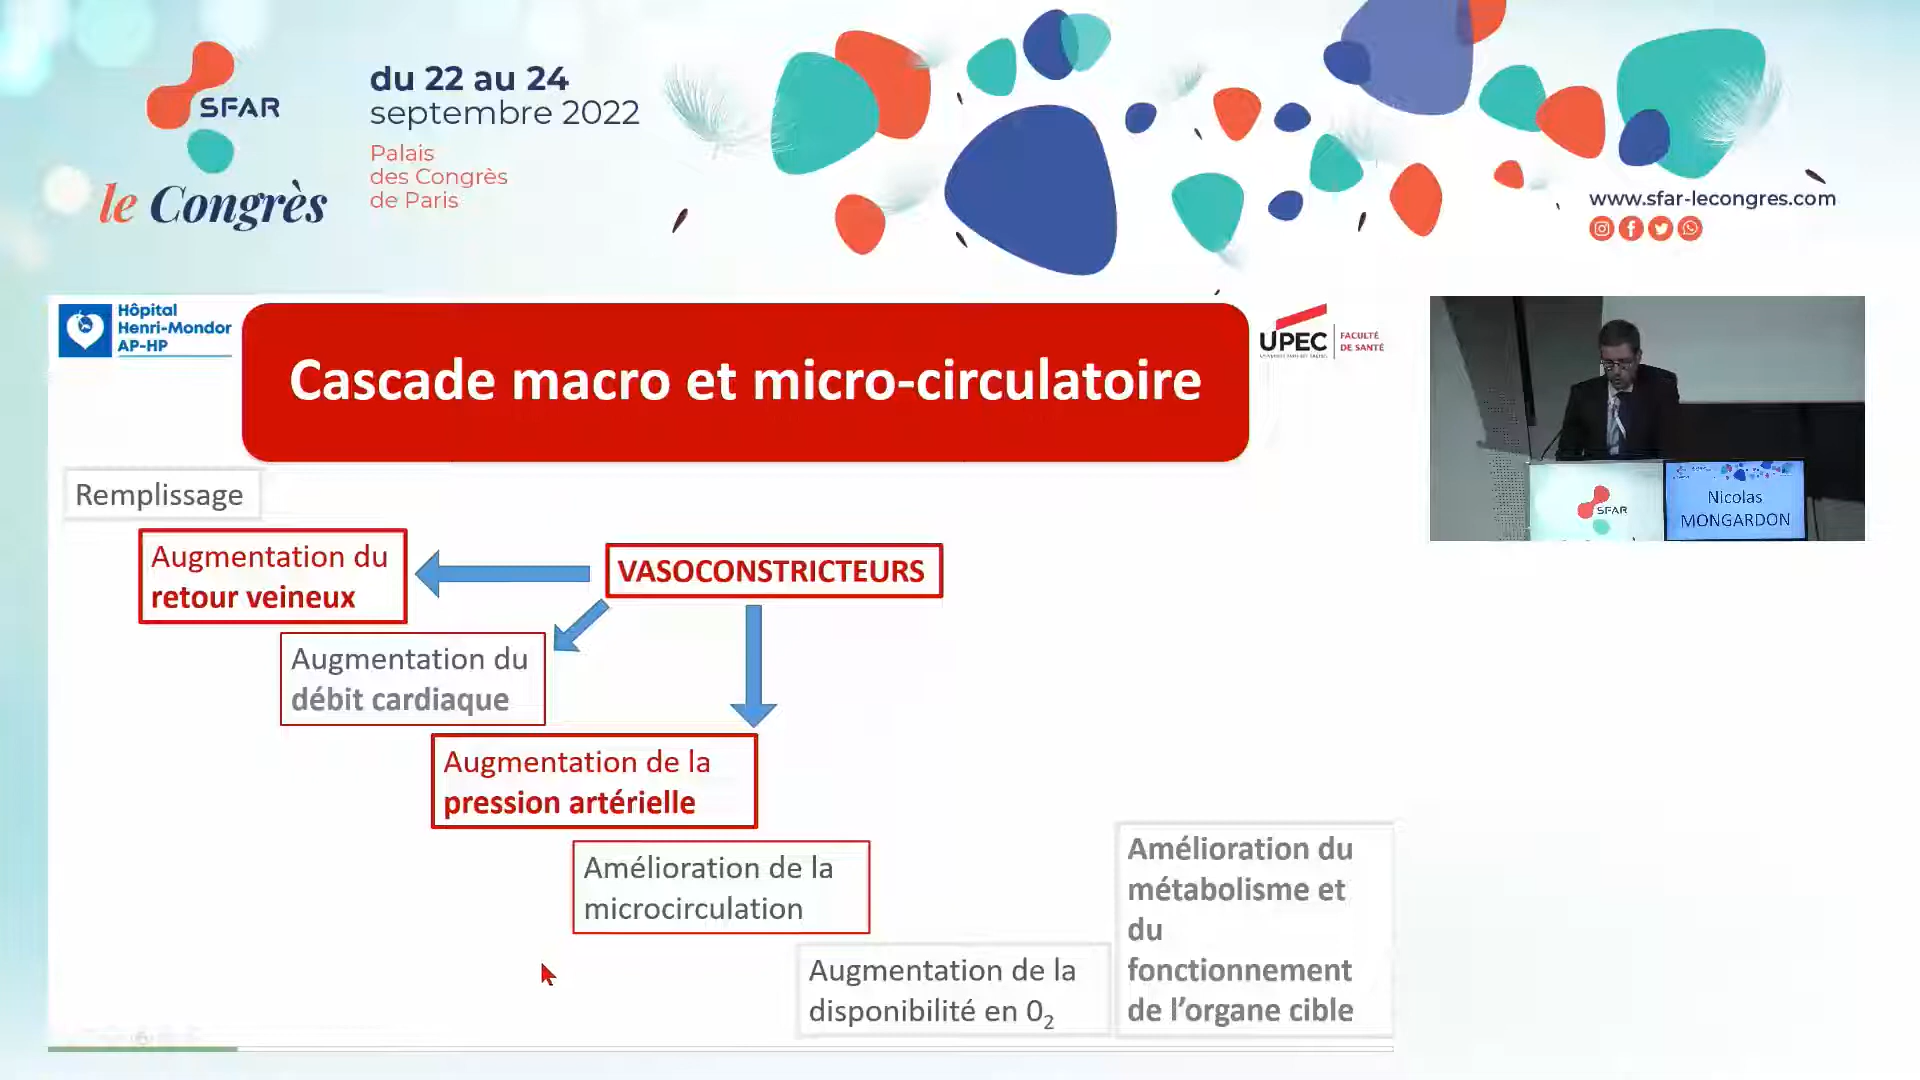 SFAR
le Congrès
du 22 au 24
septembre 2022
Palais
des Congrès
de Paris
www.sfar-lecongres.com
Hôpital
Henri-Mondor
AP-HP
Cascade macro et micro-circulatoire
UPEC
FACULTÉ
DE SANTÉ
Remplissage
Augmentation du
retour veineux
VASOCONSTRICTEURS
Augmentation du
débit cardiaque
Augmentation de la
pression artérielle
Amélioration de la
microcirculation
Augmentation de la
disponibilité en 0₂
Amélioration du
métabolisme et
du
fonctionnement
de l’organe cible
SFAR
Nicolas
MONGARDON